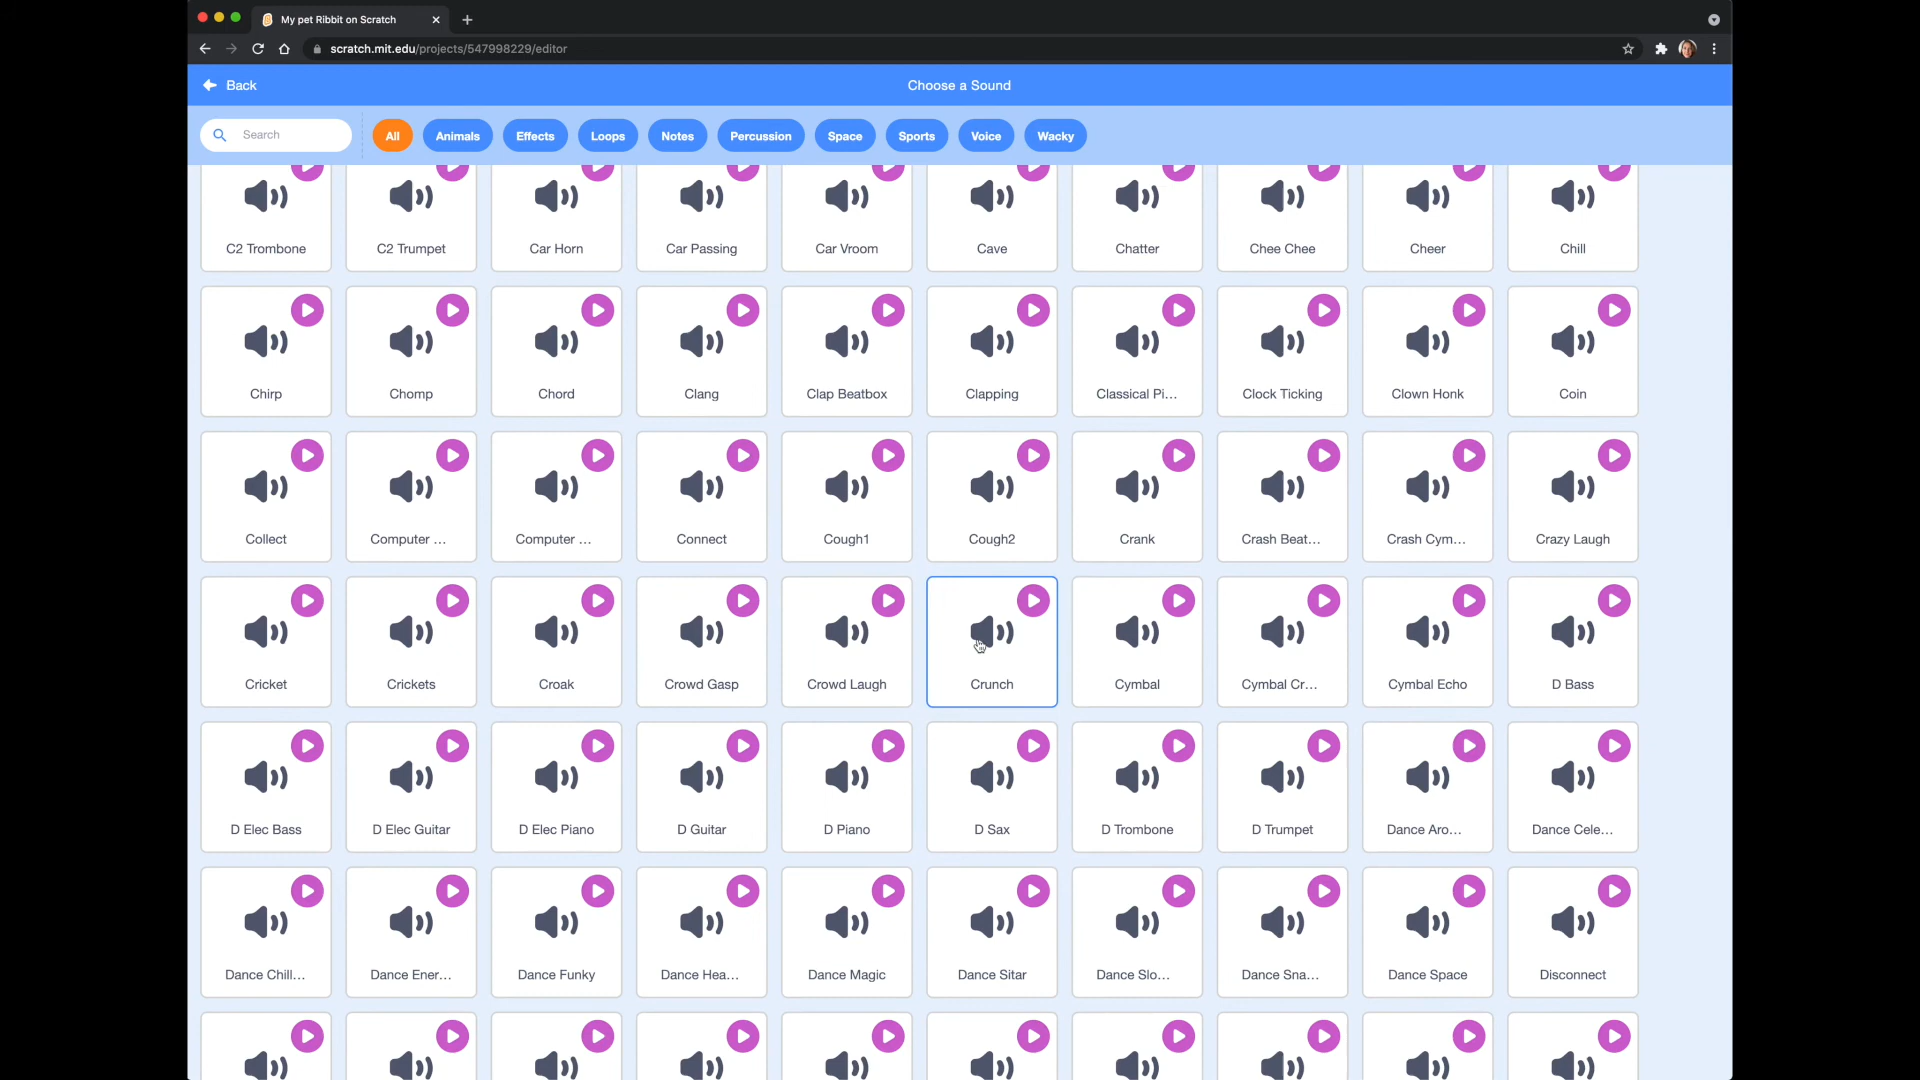 My pet Ribbit on Scratch
scratch.mit.edu/projects/547998229/editor
Back
Choose a Sound
Search
All
Animals
Effects
Loops
Notes
Percussion
Space
Sports
Voice
Wacky
C2 Trombone
C2 Trumpet
Car Horn
Car Passing
Car Vroom
Cave
Chatter
Chee Chee
Cheer
Chill
Chirp
Chomp
Chord
Clang
Clap Beatbox
Clapping
Classical Pi...
Clock Ticking
Clown Honk
Coin
Collect
Computer ...
Computer ...
Connect
Cough1
Cough2
Crank
Crash Beat...
Crash Cym...
Crazy Laugh
Cricket
Crickets
Croak
Crowd Gasp
Crowd Laugh
Crunch
Cymbal
Cymbal Cr...
Cymbal Echo
D Bass
D Elec Bass
D Elec Guitar
D Elec Piano
D Guitar
D Piano
D Sax
D Trombone
D Trumpet
Dance Aro...
Dance Cele...
Dance Chill...
Dance Ener...
Dance Funky
Dance Hea...
Dance Magic
Dance Sitar
Dance Slo...
Dance Sna...
Dance Space
Disconnect